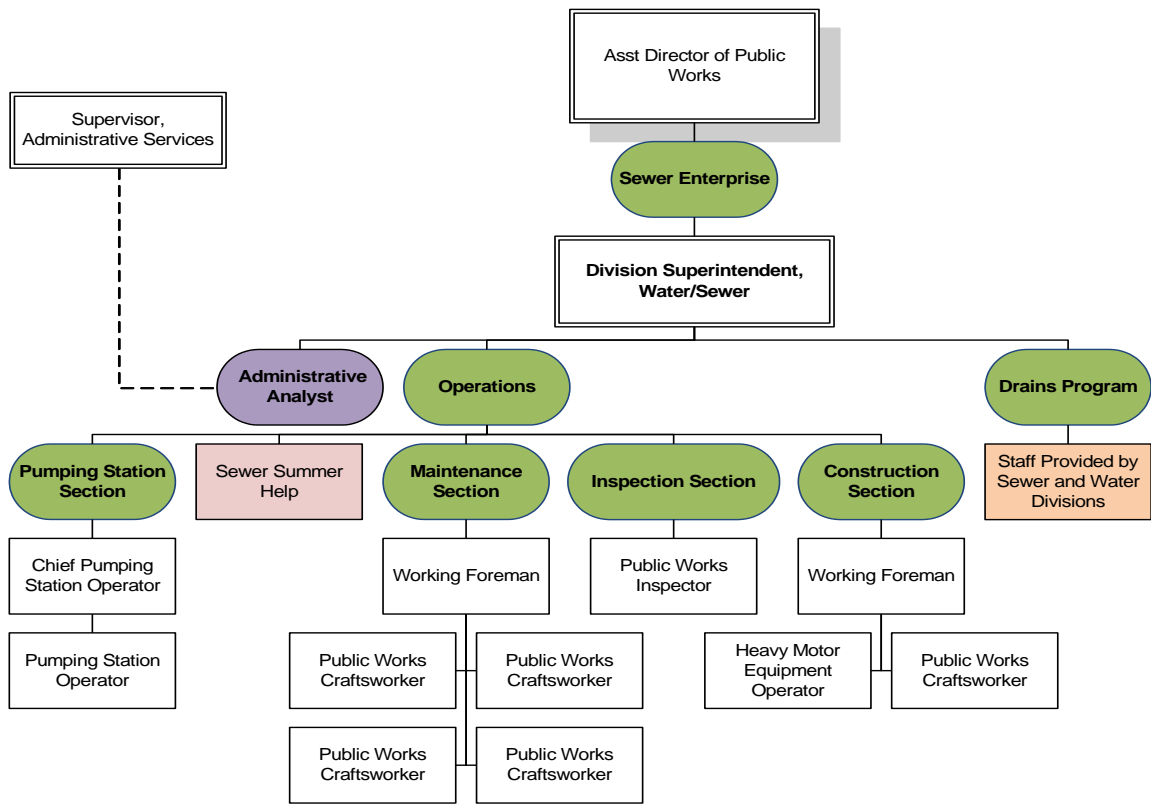 Asst Director of Public
Works
Supervisor,
Administrative Services
Sewer Enterprise
Division Superintendent,
Water/Sewer
Administrative
Analyst
Operations
Drains Program
Pumping Station
Section
Sewer Summer
Help
Maintenance
Section
Inspection Section
Construction
Section
Staff Provided by
Sewer and Water
Divisions
Chief Pumping
Station Operator
Working Foreman
Public Works
Inspector
Working Foreman
Pumping Station
Operator
Public Works
Craftsworker
Public Works
Craftsworker
Heavy Motor
Equipment
Operator
Public Works
Craftsworker
Public Works
Craftsworker
Public Works
Craftsworker